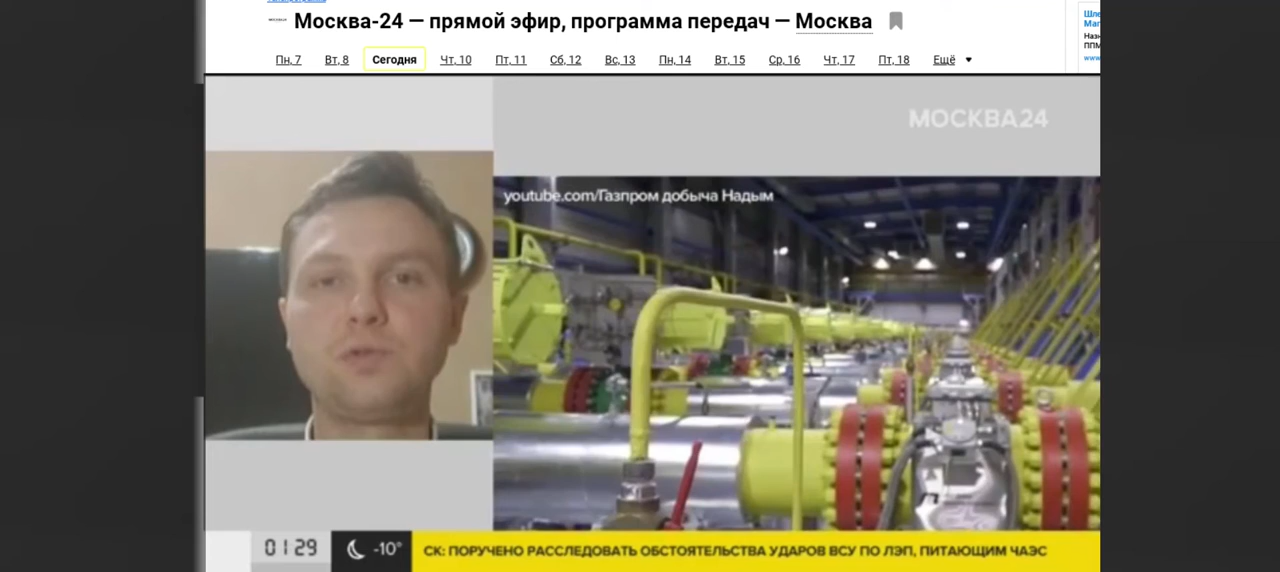 Москва-24 — прямой эфир, программа передач — Москва
Пн, 7 Вт, 8 Сегодня Чт, 10 Пт, 11 Сб, 12 Вс, 13 Пн, 14 Вт, 15 Ср, 16 Чт, 17 Пт, 18 Ещё
МОСКВА24
youtube.com/Газпром добыча Надым
01:29 -10° СК: ПОРУЧЕНО РАССЛЕДОВАТЬ ОБСТОЯТЕЛЬСТВА УДАРОВ ВСУ ПО ЛЭП, ПИТАЮЩИМ ЧАЭС